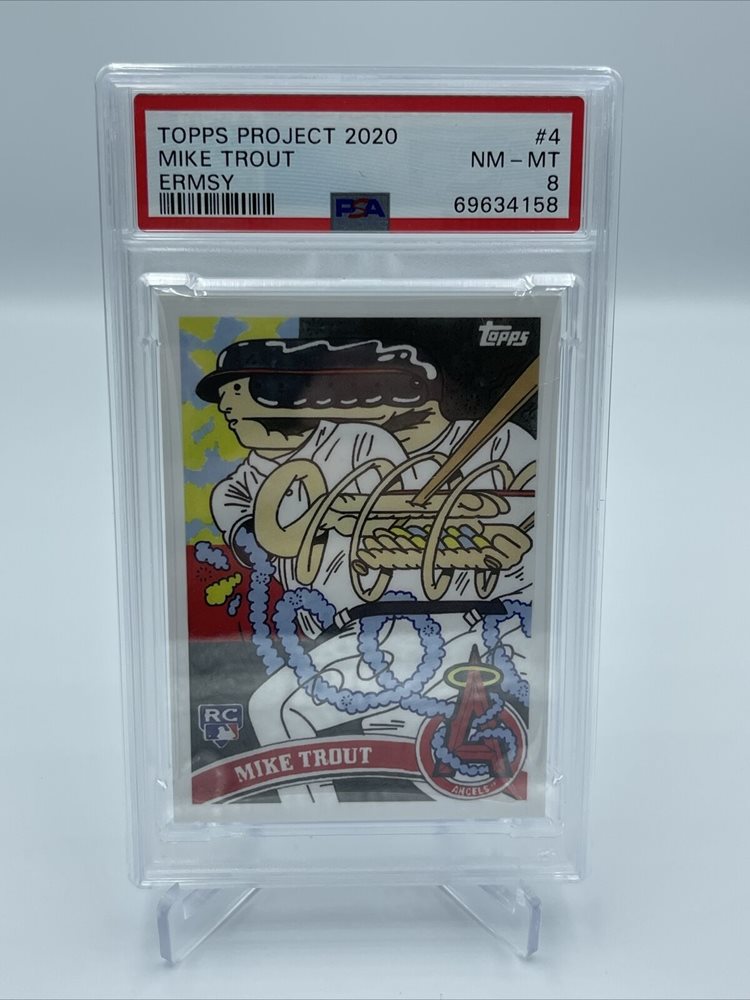 TOPPS PROJECT 2020 #4
MIKE TROUT NM – MT
ERMSY 8
PSA 69634158
Topps
RC
MIKE TROUT
ANGELS